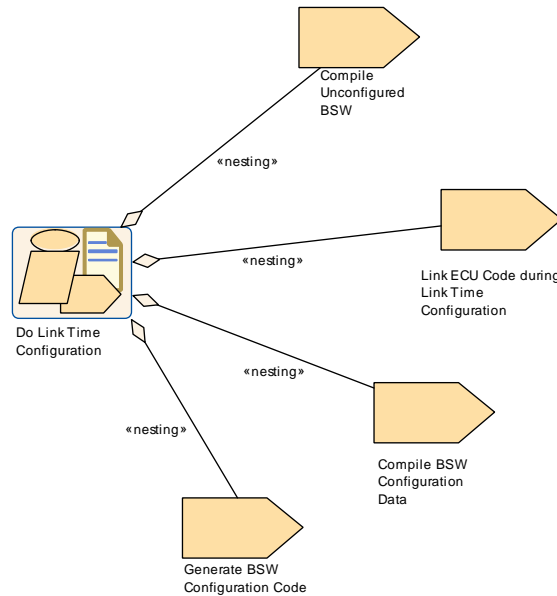 Compile
Unconfigured
BSW
«nesting»
«nesting»
Link ECU Code during
Link Time
Configuration
Do Link Time
Configuration
«nesting»
«nesting»
Compile BSW
Configuration
Data
Generate BSW
Configuration Code